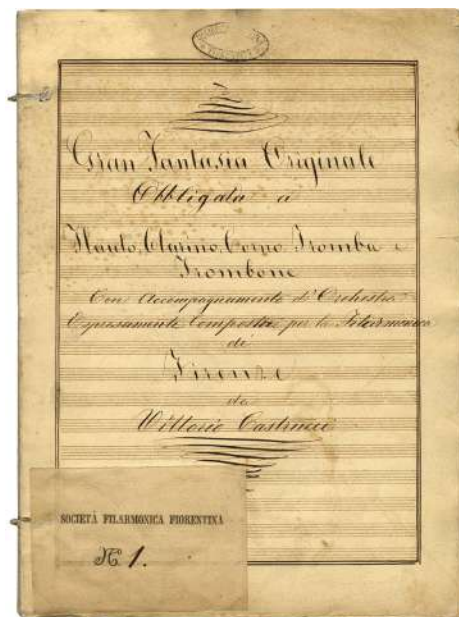 Gran Fantasia Originale
Obbligata a
Flauto, Clarino, Corno, Tromba e
Trombone
Con Accompagnamento d'Orchestra
Espressamente Composta per la Filarmonica
di
Firenze
da
Vittorio Castrucci
SOCIETÀ FILARMONICA FIORENTINA
N. 1.